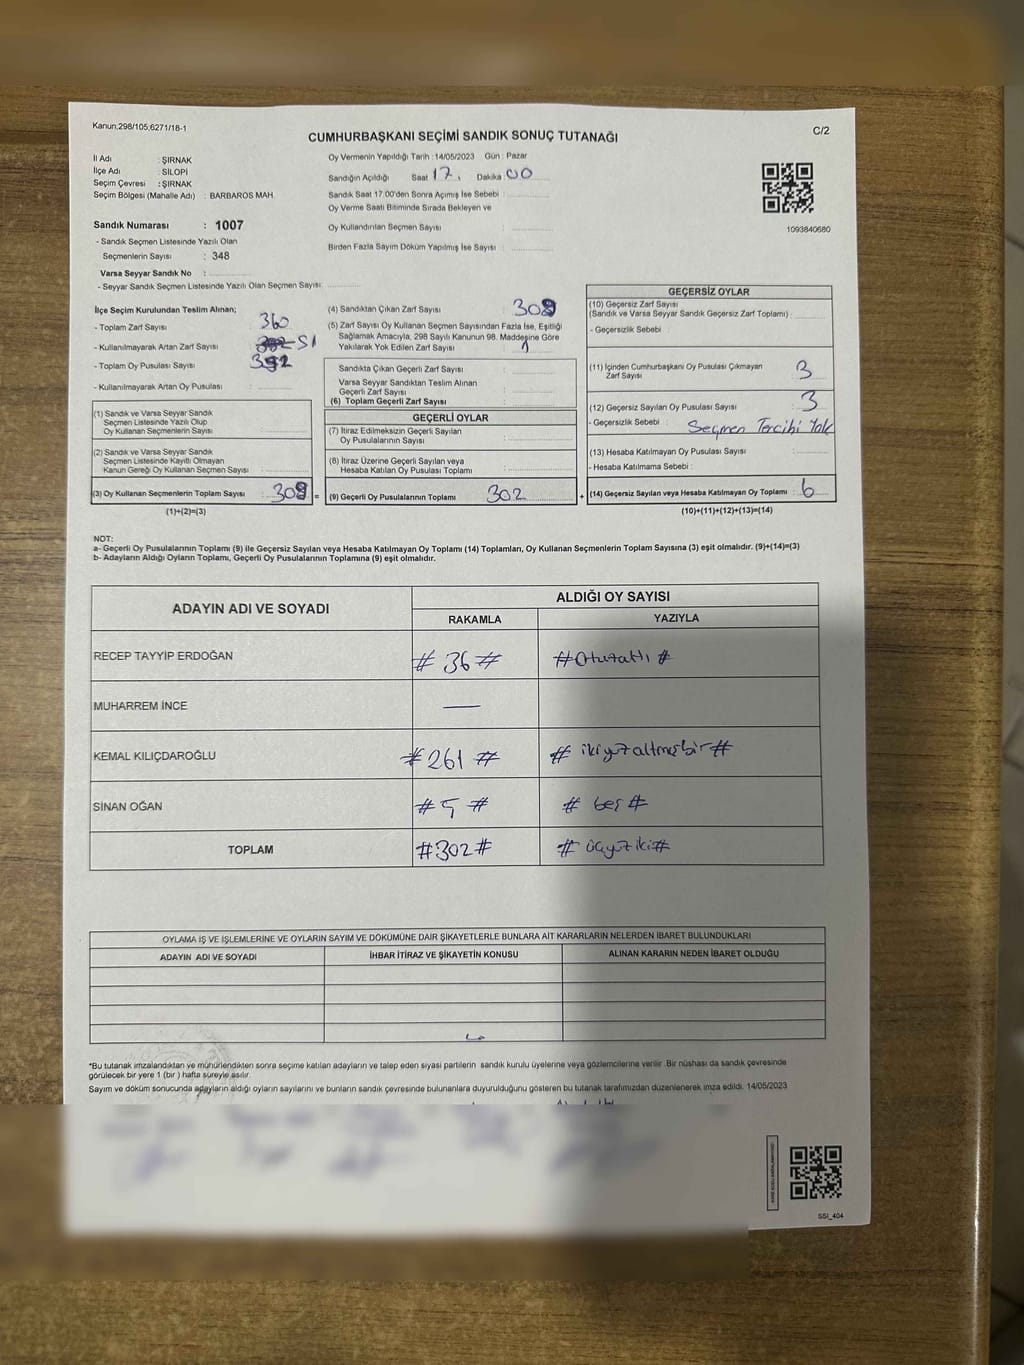 Kanun;298/105,6271/18-1
C/2
CUMHURBAŞKANI SEÇİMİ SANDIK SONUÇ TUTANAĞI
İl Adı : ŞIRNAK
İlçe Adı : SİLOPİ
Seçim Çevresi : ŞIRNAK
Seçim Bölgesi (Mahalle Adı) : BARBAROS MAH.
Sandık Numarası : 1007
- Sandık Seçmen Listesinde Yazılı Olan
Seçmenlerin Sayısı : 348
Varsa Seyyar Sandık No :
- Seyyar Sandık Seçmen Listesinde Yazılı Olan Seçmen Sayısı :
Oy Vermenin Yapıldığı Tarih : 14/05/2023 Gün : Pazar
Sandığın Açıldığı Saat 17. Dakika : 00
Sandık Saat 17.00'den Sonra Açımış İse Sebebi :
Oy Verme Saati Bitiminde Sırada Bekleyen ve
Oy Kullandırılan Seçmen Sayısı :
Birden Fazla Sayım Döküm Yapılmış İse Sayısı :
1093840680
İlçe Seçim Kurulundan Teslim Alınan;
- Toplam Zarf Sayısı 360
- Kullanılmayarak Artan Zarf Sayısı 51
- Toplam Oy Pusulası Sayısı
- Kullanılmayarak Artan Oy Pusulası :
(1) Sandık ve Varsa Seyyar Sandık
Seçmen Listesinde Yazılı Olup
Oy Kullanan Seçmenlerin Sayısı :
(2) Sandık ve Varsa Seyyar Sandık
Seçmen Listesinde Kayıtlı Olmayan
Kanun Gereği Oy Kullanan Seçmen Sayısı :
(3) Oy Kullanan Seçmenlerin Toplam Sayısı :
(1)+(2)=(3)
(4) Sandıktan Çıkan Zarf Sayısı :
(5) Zarf Sayısı Oy Kullanan Seçmen Sayısından Fazla İse, Eşitliği
Sağlamak Amacıyla, 298 Sayılı Kanunun 98. Maddesine Göre
Yakılarak Yok Edilen Zarf Sayısı : 1
Sandıkta Çıkan Geçerli Zarf Sayısı :
Varsa Seyyar Sandıktan Teslim Alınan
Geçerli Zarf Sayısı :
(6) Toplam Geçerli Zarf Sayısı :
GEÇERLİ OYLAR
(7) İtiraz Edilmeksizin Geçerli Sayılan
Oy Pusulalarının Sayısı :
(8) İtiraz Üzerine Geçerli Sayılan veya
Hesaba Katılan Oy Pusulası Toplamı :
= (9) Geçerli Oy Pusulalarının Toplamı 302 +
GEÇERSİZ OYLAR
(10) Geçersiz Zarf Sayısı
(Sandık ve Varsa Seyyar Sandık Geçersiz Zarf Toplamı) :
- Geçersizlik Sebebi :
(11) İçinden Cumhurbaşkanı Oy Pusulası Çıkmayan
Zarf Sayısı 3
(12) Geçersiz Sayılan Oy Pusulası Sayısı : 3
- Geçersizlik Sebebi : Seçmen Tercihi Yok
(13) Hesaba Katılmayan Oy Pusulası Sayısı :
- Hesaba Katılmama Sebebi :
(14) Geçersiz Sayılan veya Hesaba Katılmayan Oy Toplamı : 6
(10)+(11)+(12)+(13)=(14)
NOT:
a- Geçerli Oy Pusulalarının Toplamı (9) ile Geçersiz Sayılan veya Hesaba Katılmayan Oy Toplamı (14) Toplamları, Oy Kullanan Seçmenlerin Toplam Sayısına (3) eşit olmalıdır. (9)+(14)=(3)
b- Adayların Aldığı Oyların Toplamı, Geçerli Oy Pusulalarının Toplamına (9) eşit olmalıdır.
ADAYIN ADI VE SOYADI
ALDIĞI OY SAYISI
RAKAMLA YAZIYLA
RECEP TAYYİP ERDOĞAN # 36 # # Otuzaltı #
MUHARREM İNCE —
KEMAL KILIÇDAROĞLU # 261 # # ikiyüzaltmışbir #
SİNAN OĞAN # 5 # # beş #
TOPLAM # 302 # # üçyüziki #
OYLAMA İŞ VE İŞLEMLERİNE VE OYLARIN SAYIM VE DÖKÜMÜNE DAİR ŞİKAYETLERLE BUNLARA AİT KARARLARIN NELERDEN İBARET BULUNDUKLARI
ADAYIN ADI VE SOYADI İHBAR İTİRAZ VE ŞİKAYETİN KONUSU ALINAN KARARIN NEDEN İBARET OLDUĞU
*Bu tutanak imzalandıktan ve mühürlendikten sonra seçime katılan adayların ve talep eden siyasi partilerin sandık kurulu üyelerine veya gözlemcilerine verilir. Bir nüshası da sandık çevresinde
görülecek bir yere 1 (bir) hafta süreyle asılır.
Sayım ve döküm sonucunda adayların aldığı oyların sayılarını ve bunların sandık çevresinde bulunanlara duyurulduğunu gösteren bu tutanak tarafımızdan düzenlenerek imza edildi. 14/05/2023
SSI_404